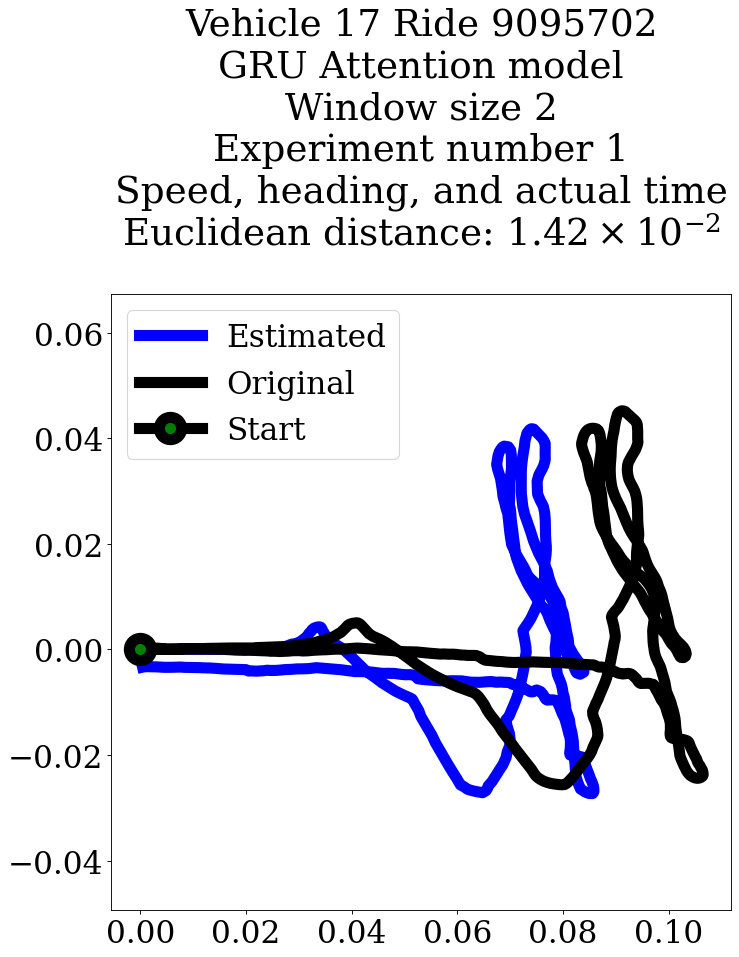 Vehicle 17 Ride 9095702
GRU Attention model
Window size 2
Experiment number 1
Speed, heading, and actual time
Euclidean distance: 1.42 × 10⁻²
Estimated
Original
Start
0.06
0.04
0.02
0.00
−0.02
−0.04
0.00 0.02 0.04 0.06 0.08 0.10